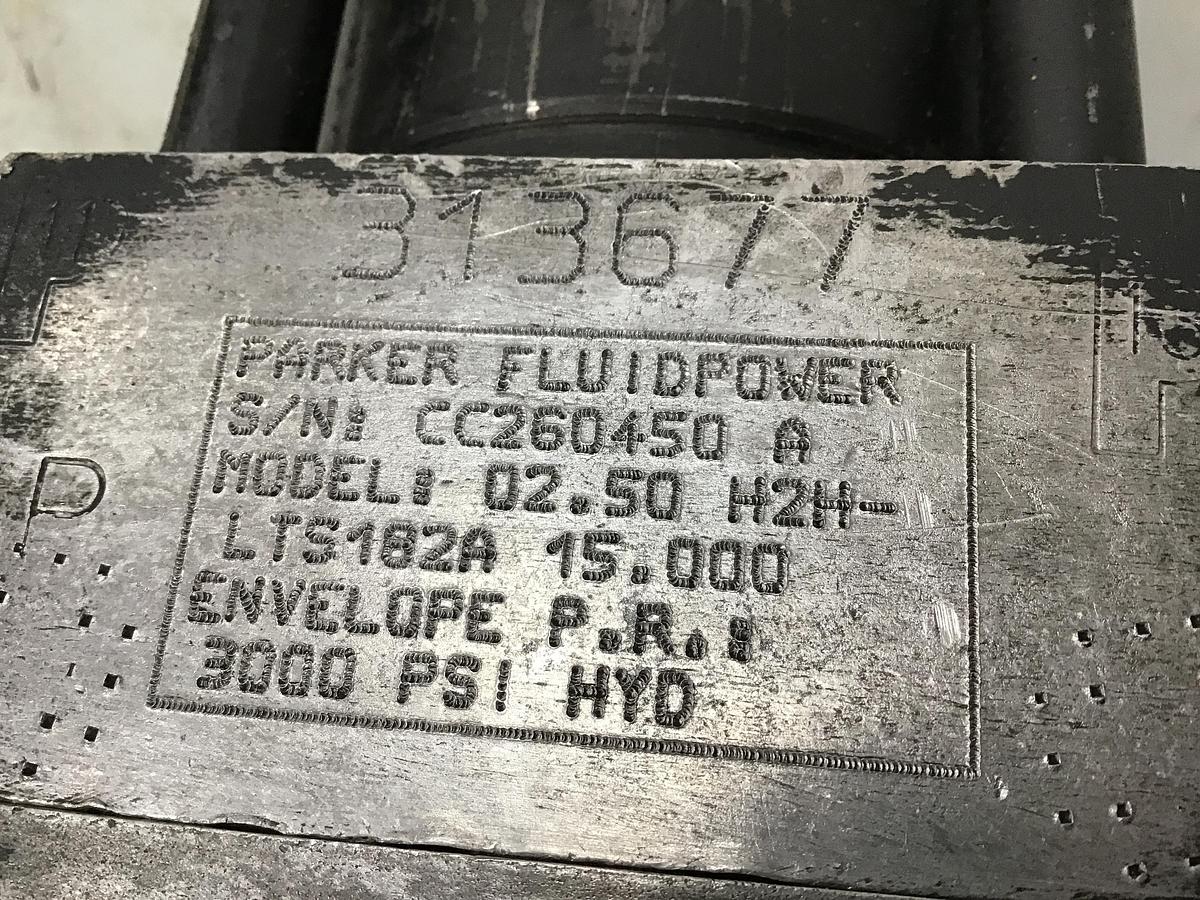 313677
PARKER FLUIDPOWER
S/N: CC260450 A
MODEL: 02.50 H2H-
LTS182A 15.000
ENVELOPE P.R.:
3000 PSI HYD
P